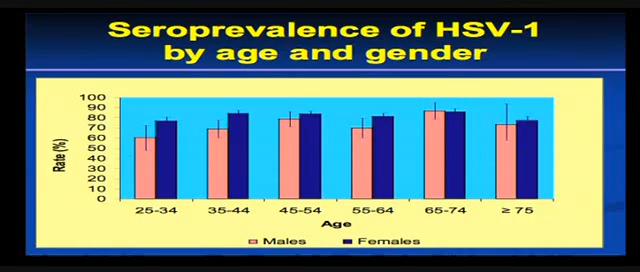 Seroprevalence of HSV-1
by age and gender
Rate (%)
100
90
80
70
60
50
40
30
20
10
0
25-34 35-44 45-54 55-64 65-74 ≥ 75
Age
Males Females